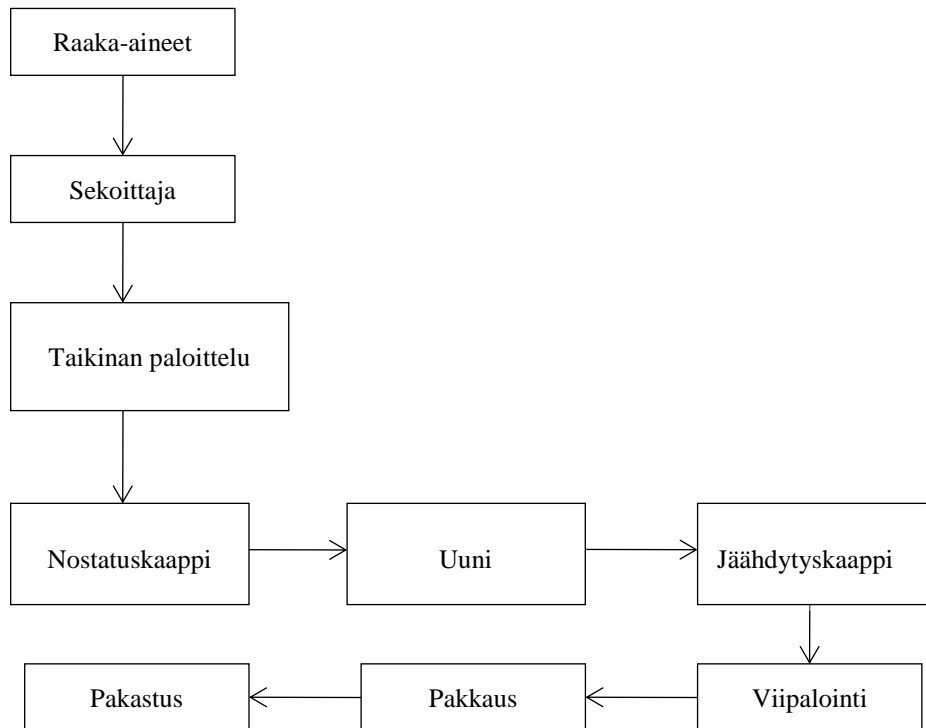 Raaka-aineet
Sekoittaja
Taikinan paloittelu
Nostatuskaappi
Uuni
Jäähdytyskaappi
Viipalointi
Pakkaus
Pakastus